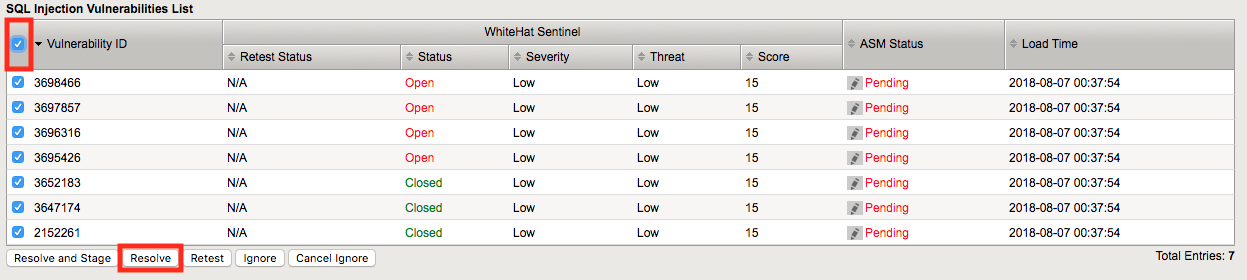 SQL Injection Vulnerabilities List
Vulnerability ID WhiteHat Sentinel ASM Status Load Time
Retest Status Status Severity Threat Score
3698466 N/A Open Low Low 15 Pending 2018-08-07 00:37:54
3697857 N/A Open Low Low 15 Pending 2018-08-07 00:37:54
3696316 N/A Open Low Low 15 Pending 2018-08-07 00:37:54
3695426 N/A Open Low Low 15 Pending 2018-08-07 00:37:54
3652183 N/A Closed Low Low 15 Pending 2018-08-07 00:37:54
3647174 N/A Closed Low Low 15 Pending 2018-08-07 00:37:54
2152261 N/A Closed Low Low 15 Pending 2018-08-07 00:37:54
Resolve and Stage Resolve Retest Ignore Cancel Ignore Total Entries: 7